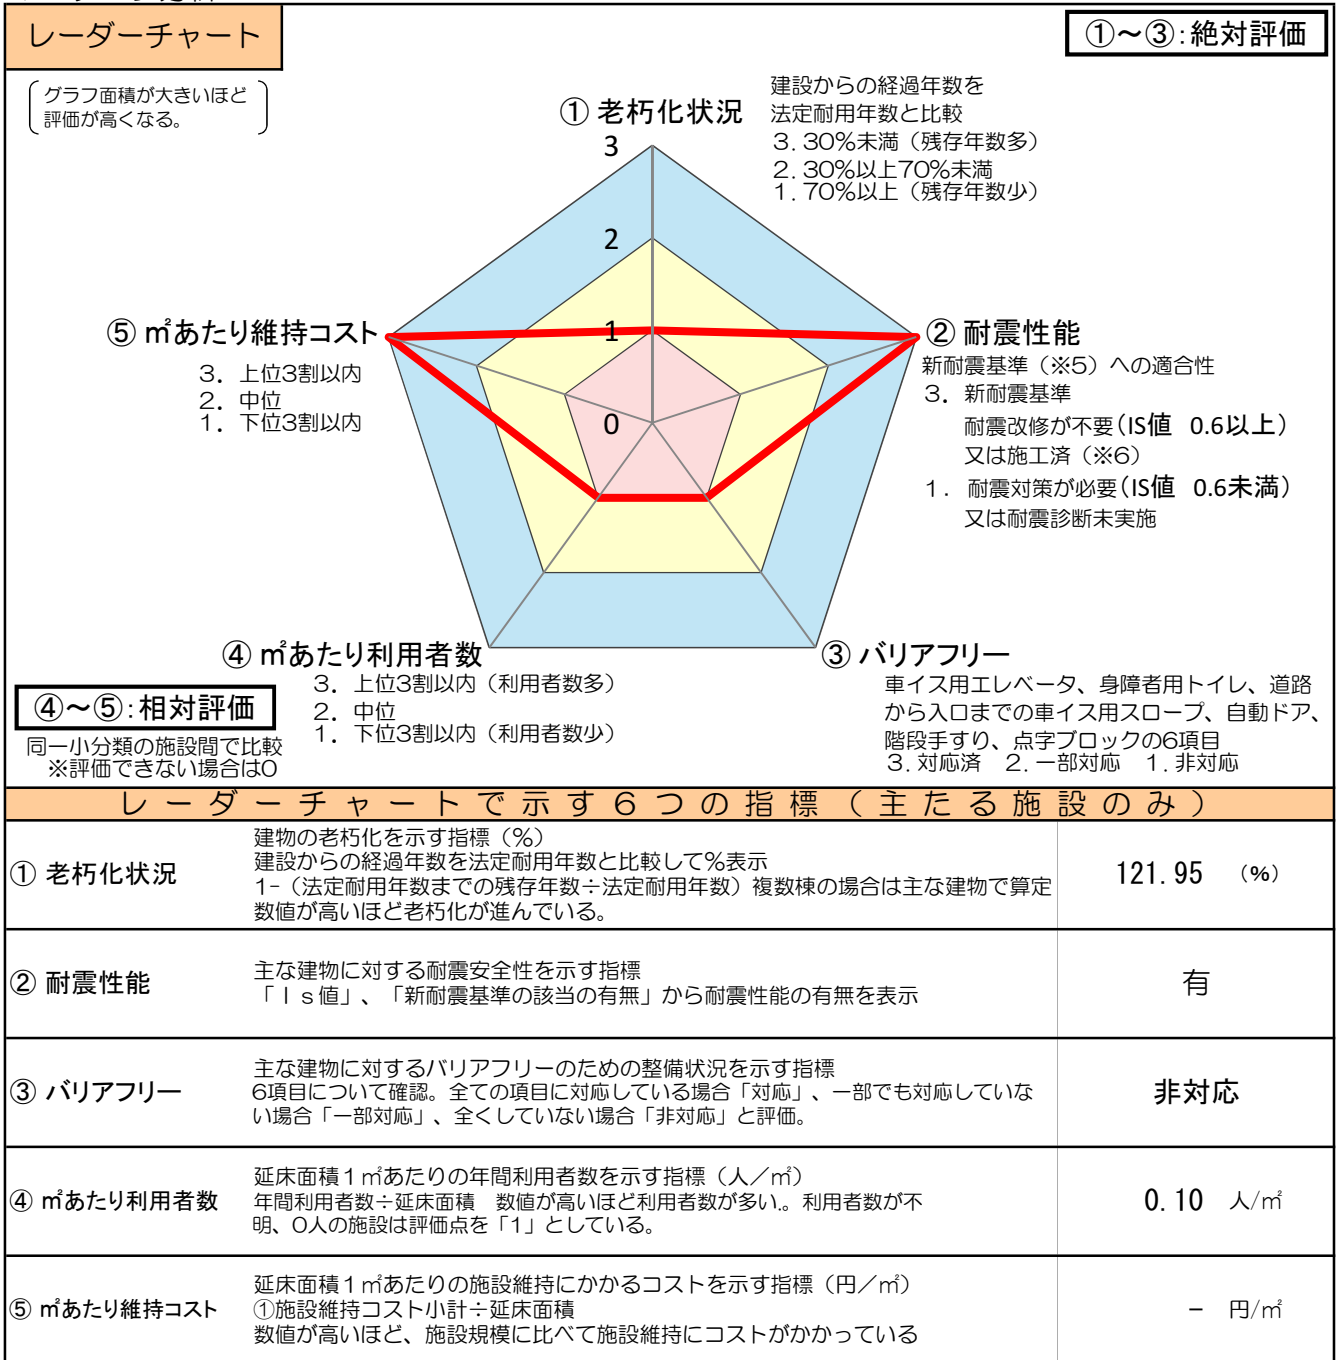 レーダーチャート
①～③:絶対評価
グラフ面積が大きいほど
評価が高くなる。
① 老朽化状況
建設からの経過年数を
法定耐用年数と比較
3. 30%未満（残存年数多）
2. 30%以上70%未満
1. 70%以上（残存年数少）
3
2
1
0
⑤ ㎡あたり維持コスト
3. 上位3割以内
2. 中位
1. 下位3割以内
② 耐震性能
新耐震基準（※5）への適合性
3. 新耐震基準
耐震改修が不要(IS値 0.6以上)
又は施工済（※6）
1. 耐震対策が必要(IS値 0.6未満)
又は耐震診断未実施
④ ㎡あたり利用者数
3. 上位3割以内（利用者数多）
2. 中位
1. 下位3割以内（利用者数少）
③ バリアフリー
車イス用エレベータ、身障者用トイレ、道路
から入口までの車イス用スロープ、自動ドア、
階段手すり、点字ブロックの6項目
3. 対応済 2. 一部対応 1. 非対応
④～⑤:相対評価
同一小分類の施設間で比較
※評価できない場合は0
レーダーチャートで示す６つの指標（主たる施設のみ）
① 老朽化状況
建物の老朽化を示す指標（%）
建設からの経過年数を法定耐用年数と比較して%表示
1-（法定耐用年数までの残存年数÷法定耐用年数）複数棟の場合は主な建物で算定
数値が高いほど老朽化が進んでいる。
121.95 （%）
② 耐震性能
主な建物に対する耐震安全性を示す指標
「Ｉｓ値」、「新耐震基準の該当の有無」から耐震性能の有無を表示
有
③ バリアフリー
主な建物に対するバリアフリーのための整備状況を示す指標
6項目について確認。全ての項目に対応している場合「対応」、一部でも対応していな
い場合「一部対応」、全くしていない場合「非対応」と評価。
非対応
④ ㎡あたり利用者数
延床面積１㎡あたりの年間利用者数を示す指標（人／㎡）
年間利用者数÷延床面積 数値が高いほど利用者数が多い。利用者数が不
明、0人の施設は評価点を「1」としている。
0.10 人/㎡
⑤ ㎡あたり維持コスト
延床面積１㎡あたりの施設維持にかかるコストを示す指標（円／㎡）
①施設維持コスト小計÷延床面積
数値が高いほど、施設規模に比べて施設維持にコストがかかっている
－ 円/㎡